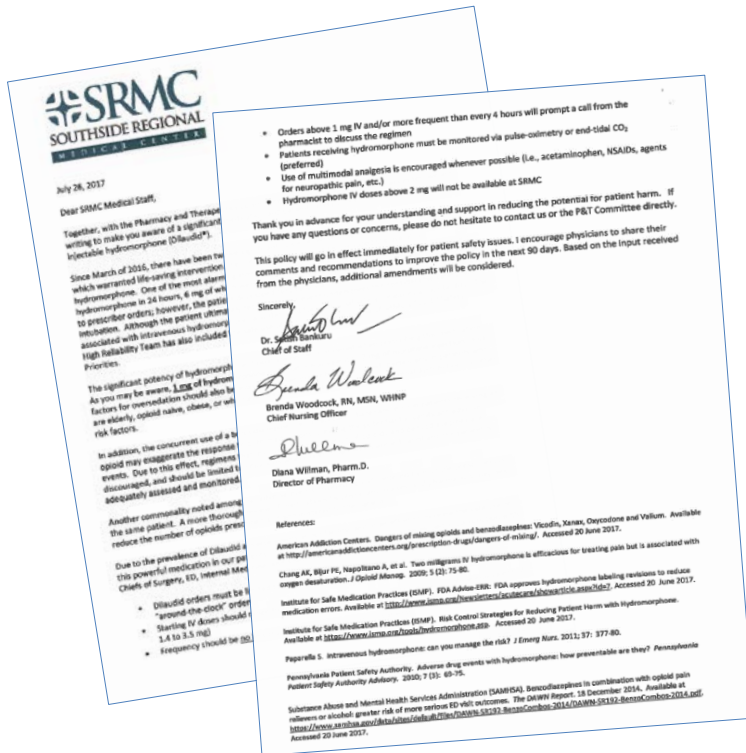 SRMC
SOUTHSIDE REGIONAL
MEDICAL CENTER
July 28, 2017
Dear SRMC Medical Staff,
Together, with the Pharmacy and Therape
writing to make you aware of a significant
injectable hydromorphone (Dilaudid®).
Since March of 2016, there have been tw
which warranted life-saving intervention
hydromorphone. One of the most alarm
hydromorphone in 24 hours, 6 mg of wh
to prescriber orders; however, the patie
intubation. Although the patient ultima
associated with intravenous hydromorp
High Reliability Team has also included
Priorities.
The significant potency of hydromorph
As you may be aware, 1 mg of hydrom
factors for oversedation should also be
are elderly, opioid naive, obese, or wh
risk factors.
In addition, the concurrent use of a b
opioid may exaggerate the response
events. Due to this effect, regimens
discouraged, and should be limited t
adequately assessed and monitored.
Another commonality noted among
the same patient. A more thorough
reduce the number of opioids presc
Due to the prevalence of Dilaudid a
this powerful medication in our pa
Chiefs of Surgery, ED, Internal Med
• Dilaudid orders must be li
"around-the-clock" order
• Starting IV doses should
1.4 to 3.5 mg)
• Frequency should be no
• Orders above 1 mg IV and/or more frequent than every 4 hours will prompt a call from the
pharmacist to discuss the regimen
• Patients receiving hydromorphone must be monitored via pulse-oximetry or end-tidal CO₂
(preferred)
• Use of multimodal analgesia is encouraged whenever possible (i.e., acetaminophen, NSAIDs, agents
for neuropathic pain, etc.)
• Hydromorphone IV doses above 2 mg will not be available at SRMC
Thank you in advance for your understanding and support in reducing the potential for patient harm. If
you have any questions or concerns, please do not hesitate to contact us or the P&T Committee directly.
This policy will go in effect immediately for patient safety issues. I encourage physicians to share their
comments and recommendations to improve the policy in the next 90 days. Based on the input received
from the physicians, additional amendments will be considered.
Sincerely,
Dr. Bankuru
Chief of Staff
Brenda Woodcock
Brenda Woodcock, RN, MSN, WHNP
Chief Nursing Officer
Diana Wilman, Pharm.D.
Director of Pharmacy
References:
American Addiction Centers. Dangers of mixing opioids and benzodiazepines: Vicodin, Xanax, Oxycodone and Valium. Available
at http://americanaddictioncenters.org/prescription-drugs/dangers-of-mixing/. Accessed 20 June 2017.
Chang AK, Bijur PE, Napolitano A, et al. Two milligrams IV hydromorphone is efficacious for treating pain but is associated with
oxygen desaturation. J Opioid Manag. 2009; 5 (2): 75-80.
Institute for Safe Medication Practices (ISMP). FDA Advise-ERR: FDA approves hydromorphone labeling revisions to reduce
medication errors. Available at http://www.ismp.org/Newsletters/acutecare/showarticle.aspx?id=7. Accessed 20 June 2017.
Institute for Safe Medication Practices (ISMP). Risk Control Strategies for Reducing Patient Harm with Hydromorphone.
Available at https://www.ismp.org/tools/hydromorphone.asp. Accessed 20 June 2017.
Paparella S. Intravenous hydromorphone: can you manage the risk? J Emerg Nurs. 2011; 37: 377-80.
Pennsylvania Patient Safety Authority. Adverse drug events with hydromorphone: how preventable are they? Pennsylvania
Patient Safety Authority Advisory. 2010; 7 (3): 69-75.
Substance Abuse and Mental Health Services Administration (SAMHSA). Benzodiazepines in combination with opioid pain
relievers or alcohol: greater risk of more serious ED visit outcomes. The DAWN Report. 18 December 2014. Available at
https://www.samhsa.gov/data/sites/default/files/DAWN-SR192-BenzoCombos-2014/DAWN-SR192-BenzoCombos-2014.pdf.
Accessed 20 June 2017.